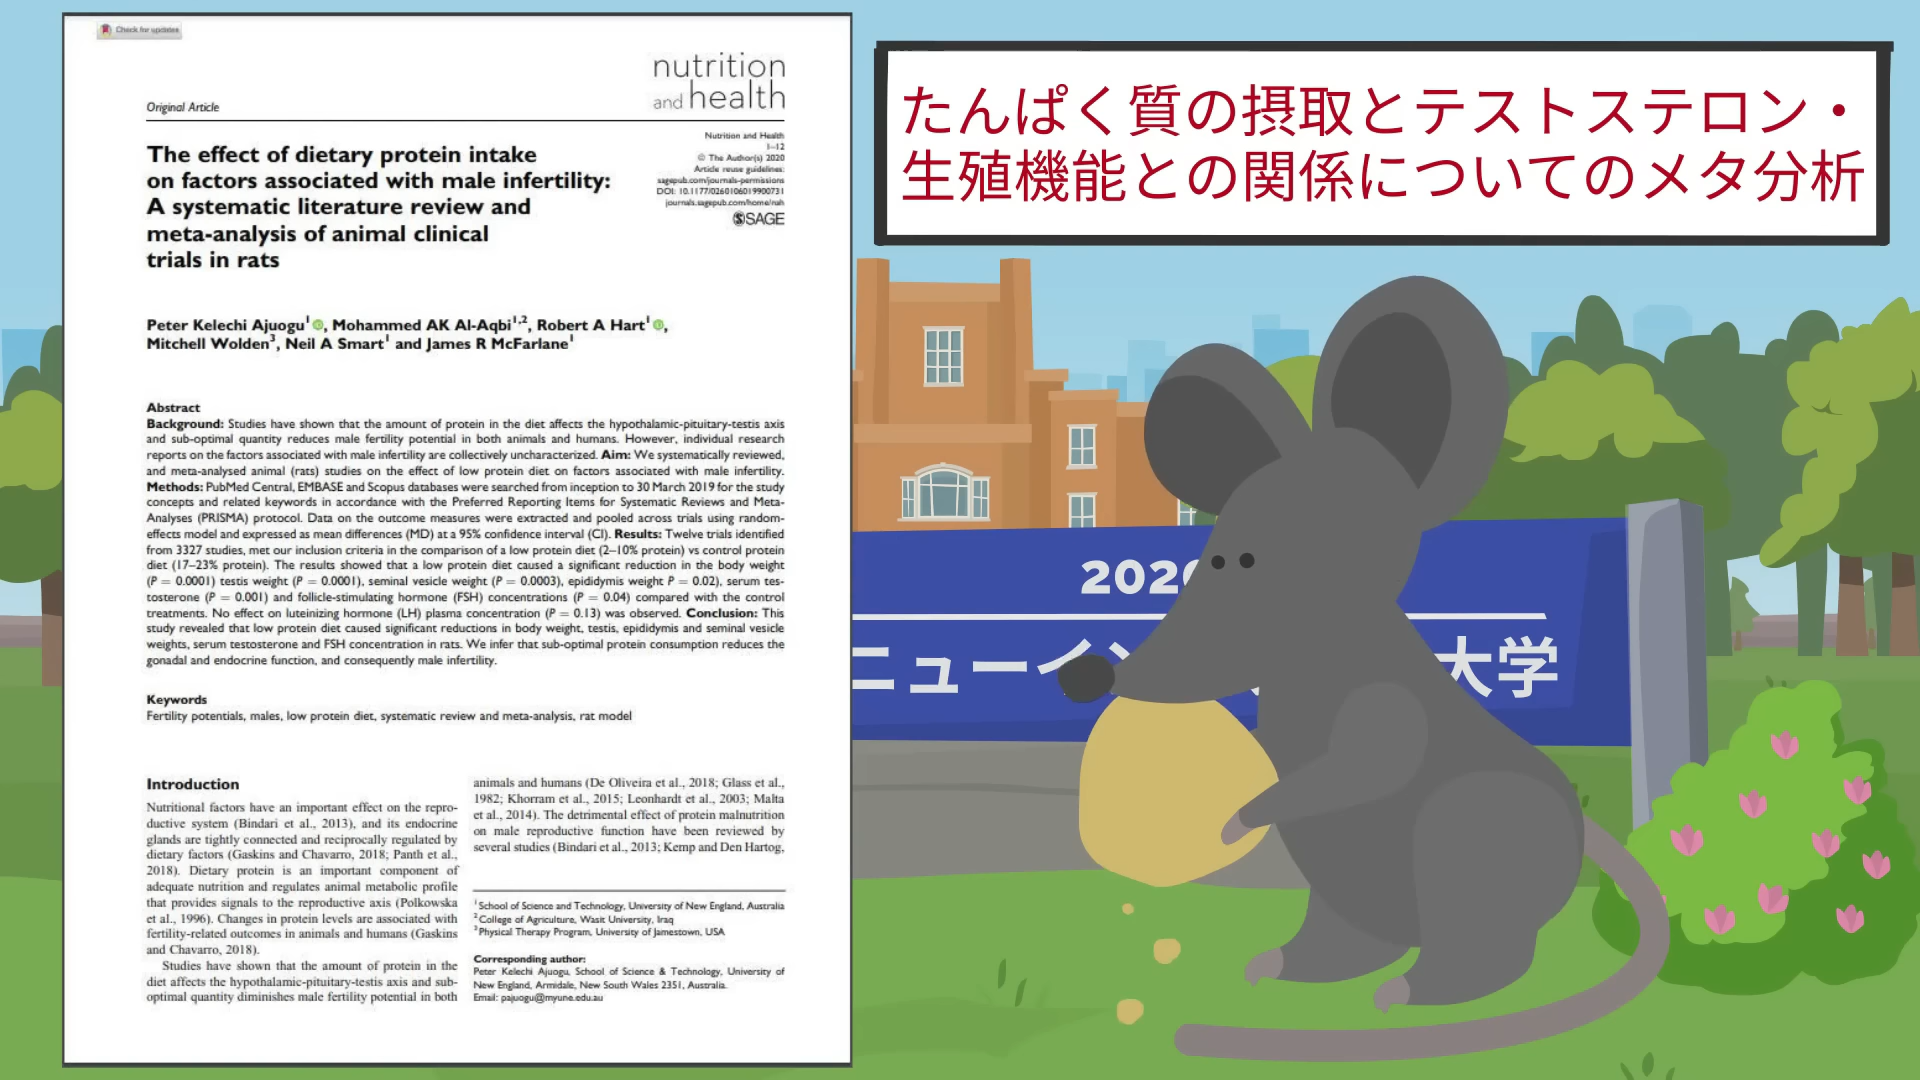 Check for updates
nutrition
and health
Original Article
Nutrition and Health
1–12
© The Author(s) 2020
Article reuse guidelines:
sagepub.com/journals-permissions
DOI: 10.1177/0260106019900731
journals.sagepub.com/home/nah
SAGE
The effect of dietary protein intake
on factors associated with male infertility:
A systematic literature review and
meta-analysis of animal clinical
trials in rats
Peter Kelechi Ajuogu1, Mohammed AK Al-Aqbi1,2, Robert A Hart1,
Mitchell Wolden3, Neil A Smart1 and James R McFarlane1
Abstract
Background: Studies have shown that the amount of protein in the diet affects the hypothalamic-pituitary-testis axis
and sub-optimal quantity reduces male fertility potential in both animals and humans. However, individual research
reports on the factors associated with male infertility are collectively uncharacterized. Aim: We systematically reviewed,
and meta-analysed animal (rats) studies on the effect of low protein diet on factors associated with male infertility.
Methods: PubMed Central, EMBASE and Scopus databases were searched from inception to 30 March 2019 for the study
concepts and related keywords in accordance with the Preferred Reporting Items for Systematic Reviews and Meta-
Analyses (PRISMA) protocol. Data on the outcome measures were extracted and pooled across trials using random-
effects model and expressed as mean differences (MD) at a 95% confidence interval (CI). Results: Twelve trials identified
from 3327 studies, met our inclusion criteria in the comparison of a low protein diet (2–10% protein) vs control protein
diet (17–23% protein). The results showed that a low protein diet caused a significant reduction in the body weight
(P = 0.0001) testis weight (P = 0.0001), seminal vesicle weight (P = 0.0003), epididymis weight P = 0.02), serum tes-
tosterone (P = 0.001) and follicle-stimulating hormone (FSH) concentrations (P = 0.04) compared with the control
treatments. No effect on luteinizing hormone (LH) plasma concentration (P = 0.13) was observed. Conclusion: This
study revealed that low protein diet caused significant reductions in body weight, testis, epididymis and seminal vesicle
weights, serum testosterone and FSH concentration in rats. We infer that sub-optimal protein consumption reduces the
gonadal and endocrine function, and consequently male infertility.
Keywords
Fertility potentials, males, low protein diet, systematic review and meta-analysis, rat model
Introduction
Nutritional factors have an important effect on the repro-
ductive system (Bindari et al., 2013), and its endocrine
glands are tightly connected and reciprocally regulated by
dietary factors (Gaskins and Chavarro, 2018; Panth et al.,
2018). Dietary protein is an important component of
adequate nutrition and regulates animal metabolic profile
that provides signals to the reproductive axis (Polkowska
et al., 1996). Changes in protein levels are associated with
fertility-related outcomes in animals and humans (Gaskins
and Chavarro, 2018).
Studies have shown that the amount of protein in the
diet affects the hypothalamic-pituitary-testis axis and sub-
optimal quantity diminishes male fertility potential in both
animals and humans (De Oliveira et al., 2018; Glass et al.,
1982; Khorram et al., 2015; Leonhardt et al., 2003; Malta
et al., 2014). The detrimental effect of protein malnutrition
on male reproductive function have been reviewed by
several studies (Bindari et al., 2013; Kemp and Den Hartog,
1 School of Science and Technology, University of New England, Australia
2 College of Agriculture, Wasit University, Iraq
3 Physical Therapy Program, University of Jamestown, USA
Corresponding author:
Peter Kelechi Ajuogu, School of Science & Technology, University of
New England, Armidale, New South Wales 2351, Australia.
Email: pajuogu@myune.edu.au
たんぱく質の摂取とテストステロン・
生殖機能との関係についてのメタ分析
202
ニューイン
大学